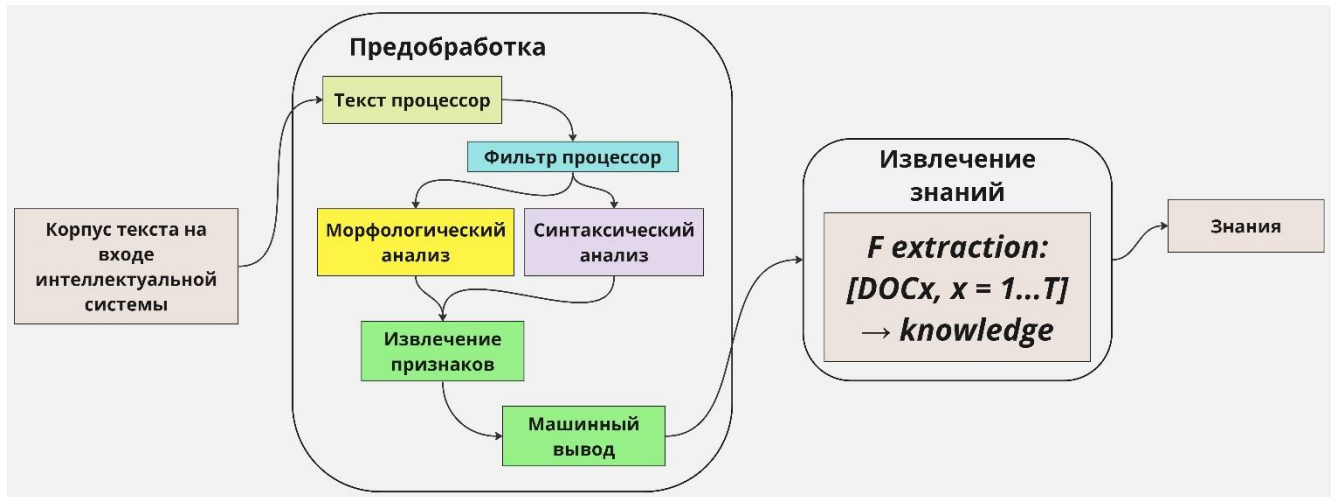 Предобработка
Текст процессор
Фильтр процессор
Морфологический
анализ
Синтаксический
анализ
Извлечение
признаков
Машинный
вывод
Корпус текста на
входе
интеллектуальной
системы
Извлечение
знаний
F extraction:
[DOCx, x = 1...T]
→ knowledge
Знания